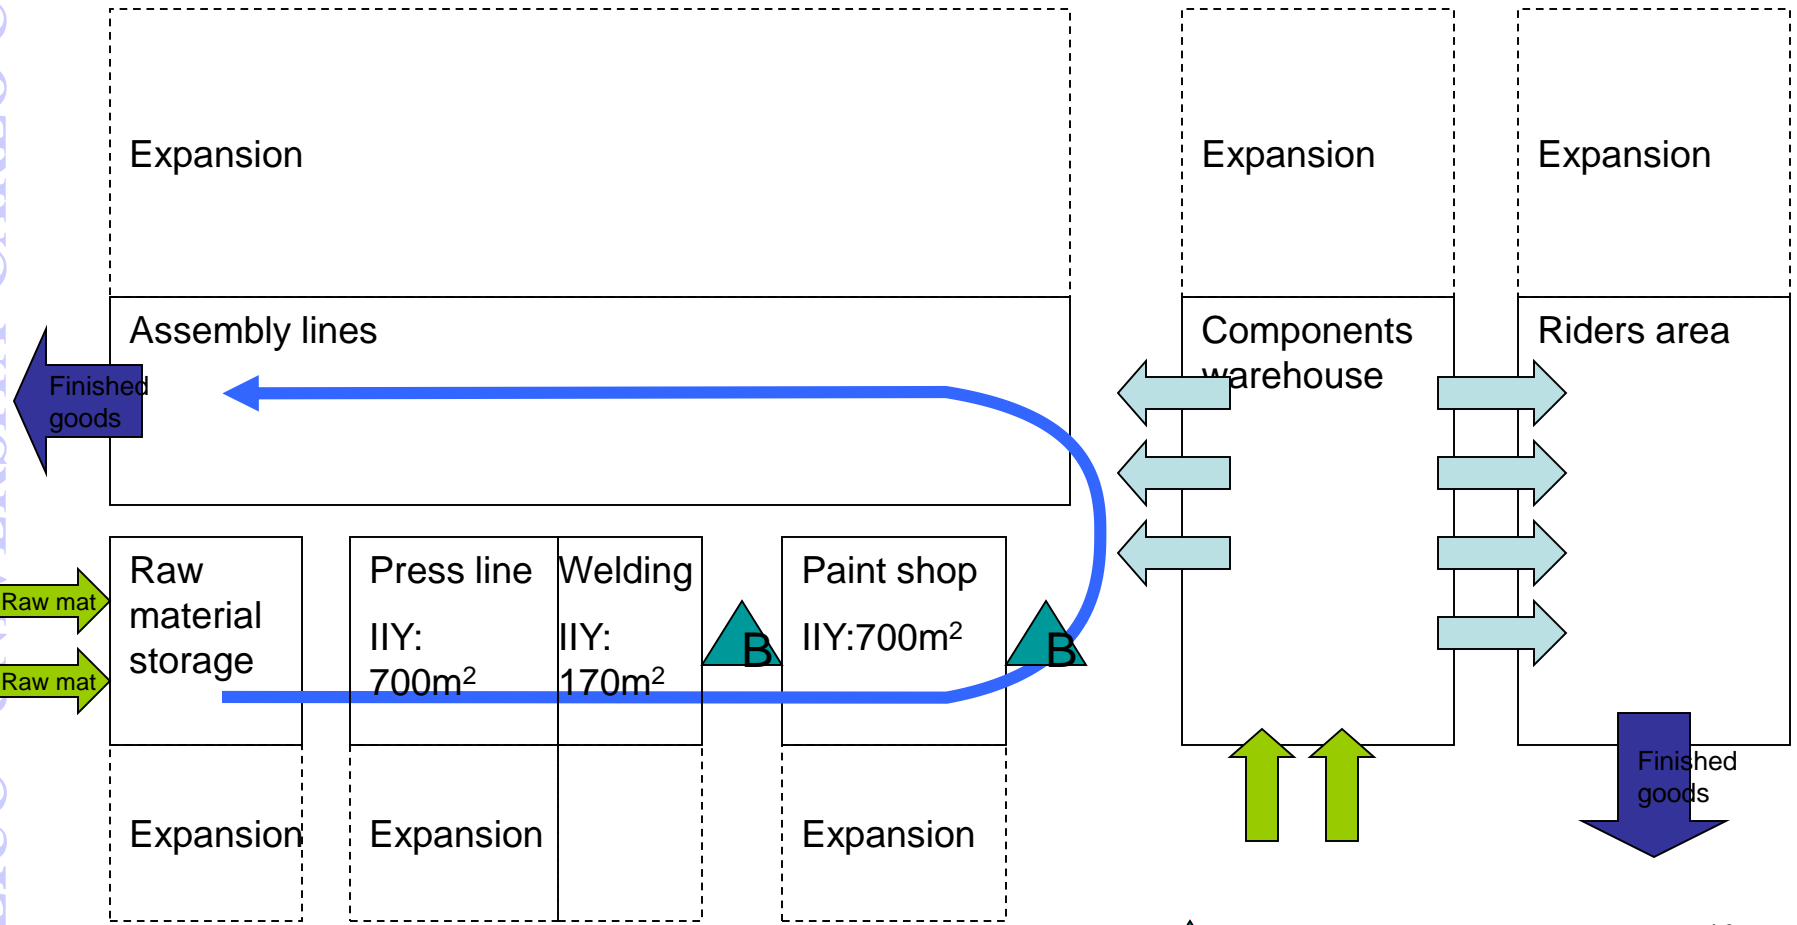 Expansion
Expansion
Expansion
Assembly lines
Finished
goods
Components
warehouse
Riders area
Raw mat
Raw mat
Raw
material
storage
Press line
IIY:
700m²
Welding
IIY:
170m²
B
Paint shop
IIY:700m²
B
Finished
goods
Expansion
Expansion
Expansion